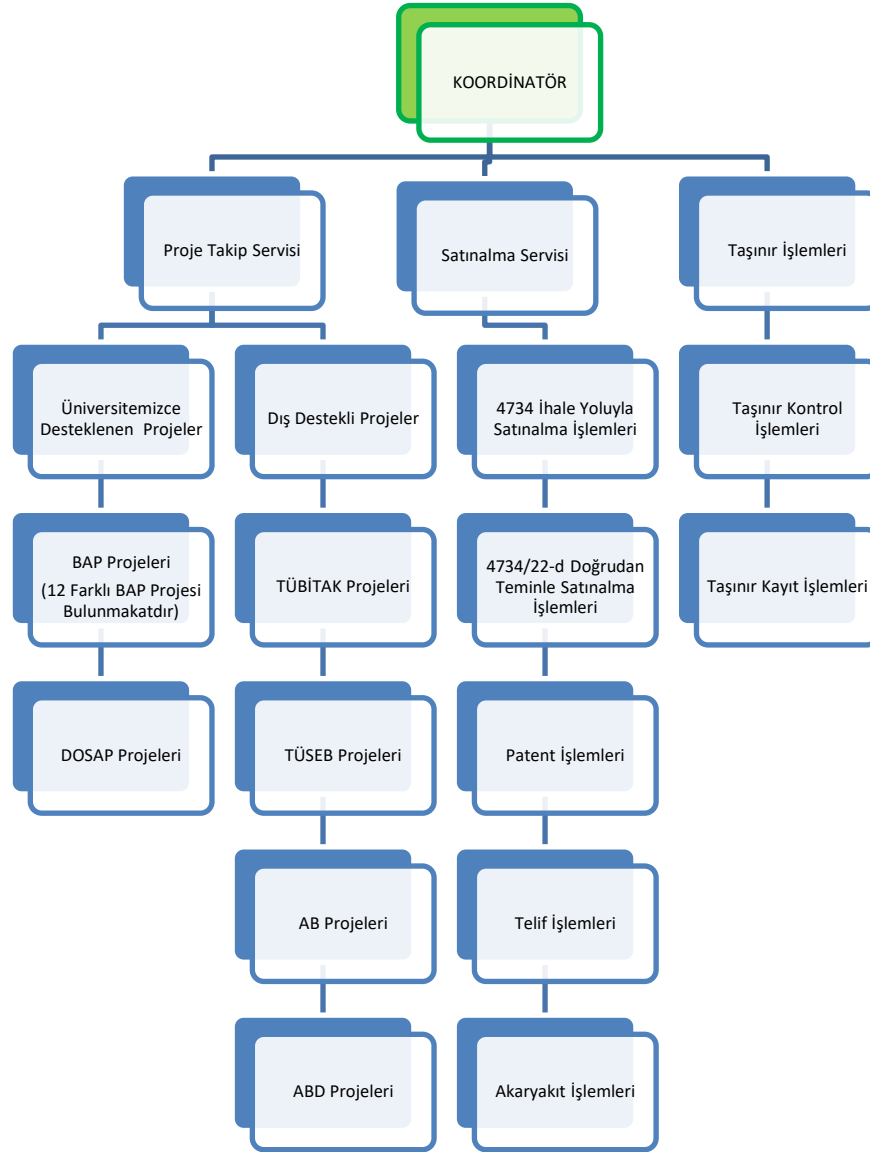 KOORDİNATÖR
Proje Takip Servisi
Satınalma Servisi
Taşınır İşlemleri
Üniversitemizce
Desteklenen Projeler
Dış Destekli Projeler
4734 İhale Yoluyla
Satınalma İşlemleri
Taşınır Kontrol
İşlemleri
BAP Projeleri
(12 Farklı BAP Projesi
Bulunmakatdır)
TÜBİTAK Projeleri
4734/22-d Doğrudan
Teminle Satınalma
İşlemleri
Taşınır Kayıt İşlemleri
DOSAP Projeleri
TÜSEB Projeleri
Patent İşlemleri
AB Projeleri
Telif İşlemleri
ABD Projeleri
Akaryakıt İşlemleri